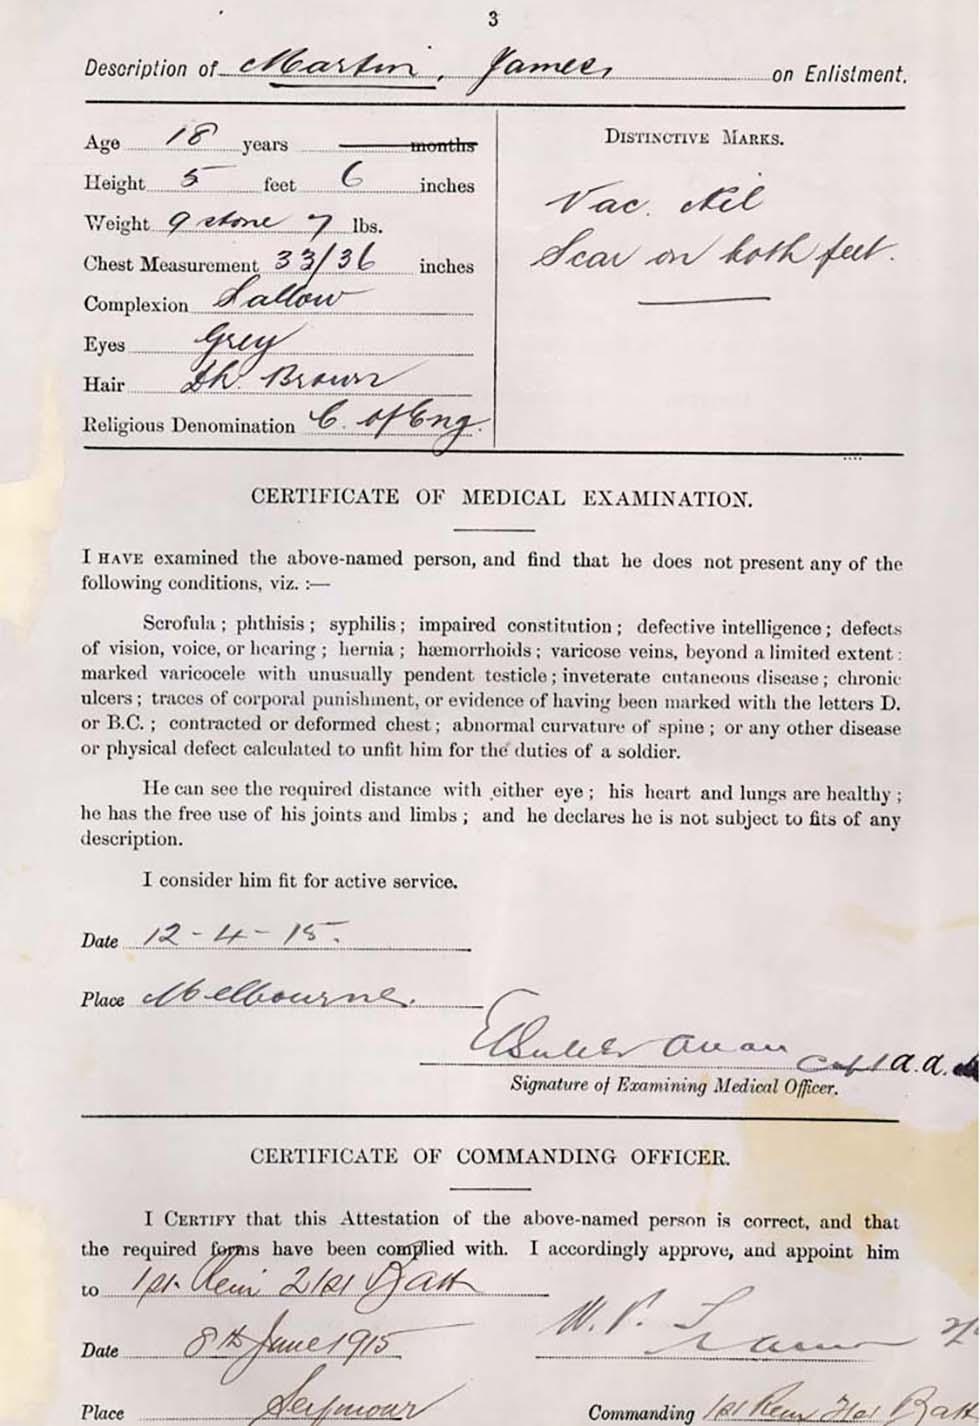 3
Description of Martin, James on Enlistment.
Age 18 years months
Height 5 feet 6 inches
Weight 9 stone 7 lbs.
Chest Measurement 33/36 inches
Complexion Sallow
Eyes Grey
Hair Dk. Brown
Religious Denomination C. of Eng.
DISTINCTIVE MARKS.
Vac. Nil
Scar on both feet.
CERTIFICATE OF MEDICAL EXAMINATION.
I HAVE examined the above-named person, and find that he does not present any of the
following conditions, viz. :—
Scrofula ; phthisis ; syphilis ; impaired constitution ; defective intelligence ; defects
of vision, voice, or hearing ; hernia ; hæmorrhoids ; varicose veins, beyond a limited extent :
marked varicocele with unusually pendent testicle ; inveterate cutaneous disease ; chronic
ulcers ; traces of corporal punishment, or evidence of having been marked with the letters D.
or B.C. ; contracted or deformed chest ; abnormal curvature of spine ; or any other disease
or physical defect calculated to unfit him for the duties of a soldier.
He can see the required distance with either eye ; his heart and lungs are healthy ;
he has the free use of his joints and limbs ; and he declares he is not subject to fits of any
description.
I consider him fit for active service.
Date 12-4-15.
Place Melbourne.
Capt A.A.
Signature of Examining Medical Officer.
CERTIFICATE OF COMMANDING OFFICER.
I CERTIFY that this Attestation of the above-named person is correct, and that
the required forms have been complied with. I accordingly approve, and appoint him
to 1st. Rein 21st Batt
Date 8th June 1915
W. P.
Place Seymour
Commanding 1st Rein 21st Batt